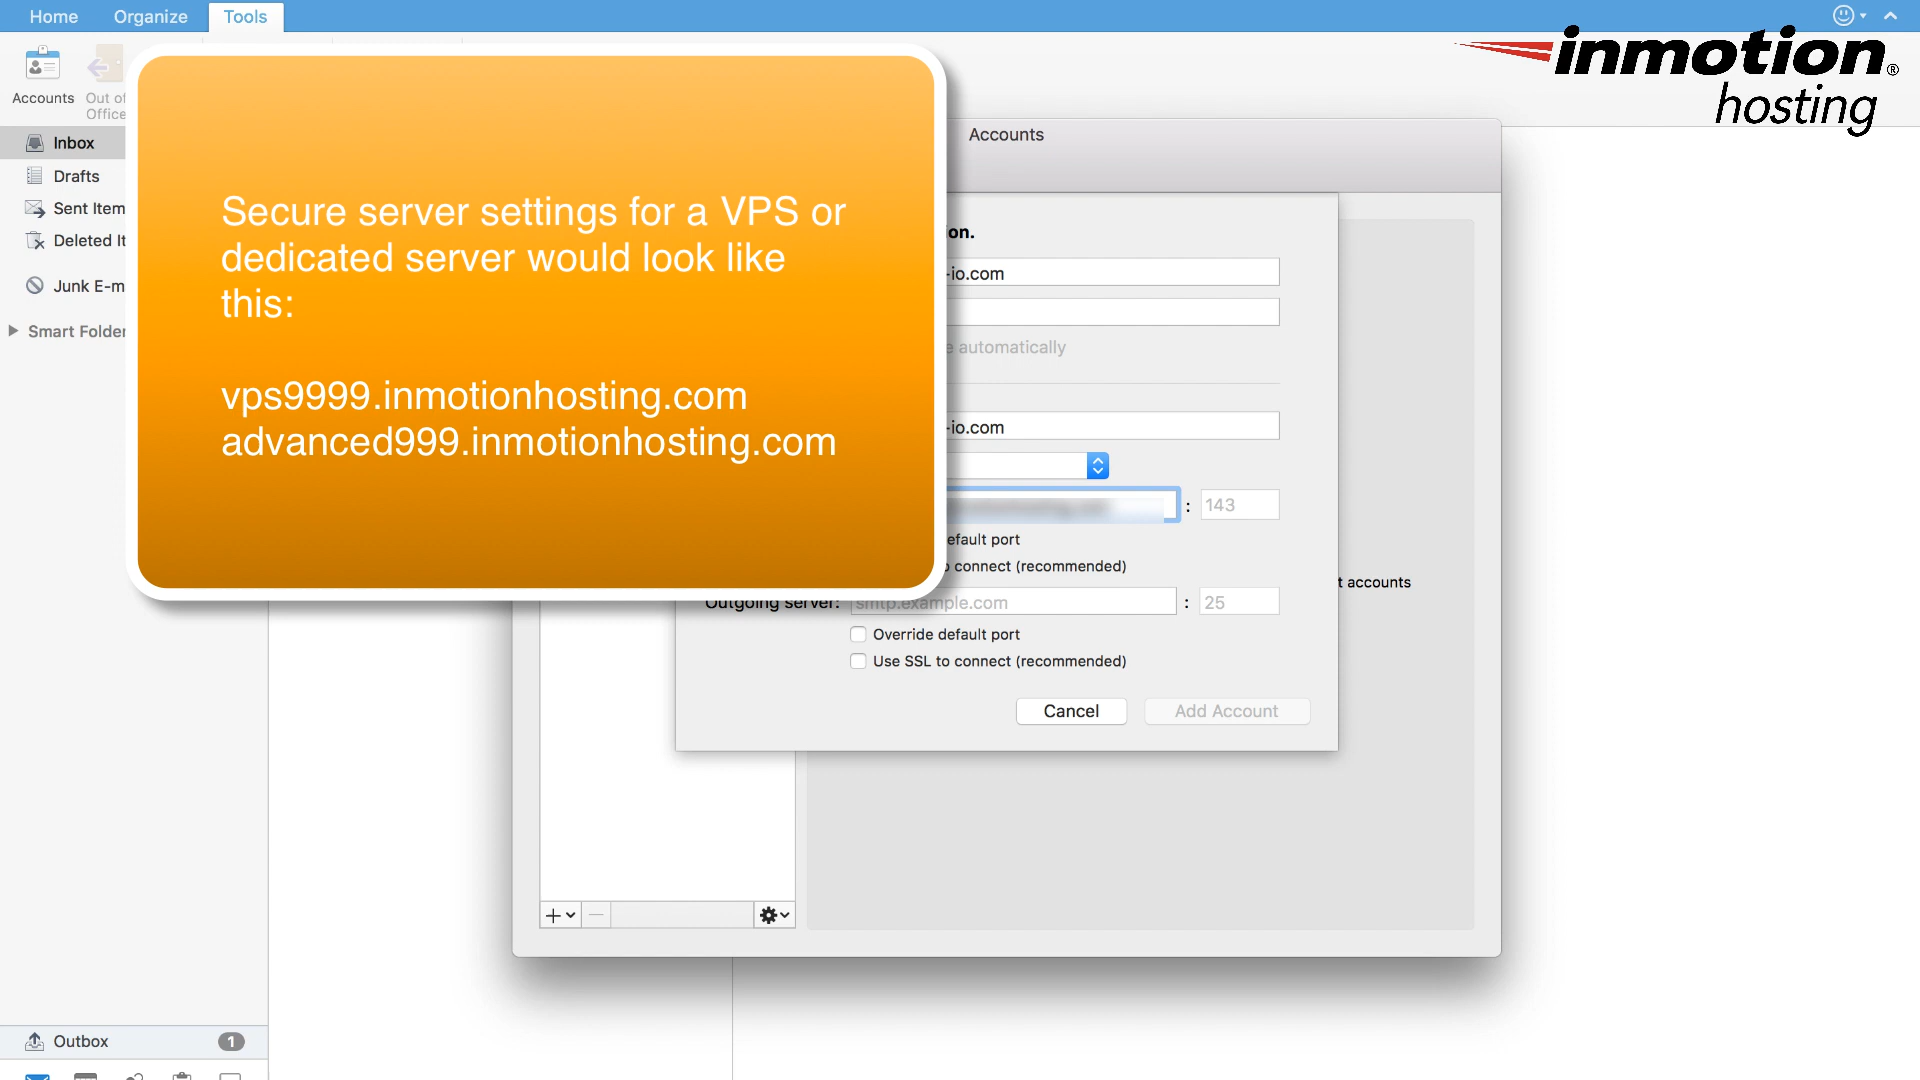 Home Organize Tools
inmotion®
hosting
Accounts Out of
Office
Inbox
Drafts
Sent Item
Deleted It
Junk E-m
Smart Folder
Secure server settings for a VPS or
dedicated server would look like
this:
vps9999.inmotionhosting.com
advanced999.inmotionhosting.com
Accounts
on.
-io.com
automatically
-io.com
: 143
efault port
connect (recommended)
t accounts
Outgoing server: smtp.example.com : 25
Override default port
Use SSL to connect (recommended)
Cancel Add Account
Outbox 1